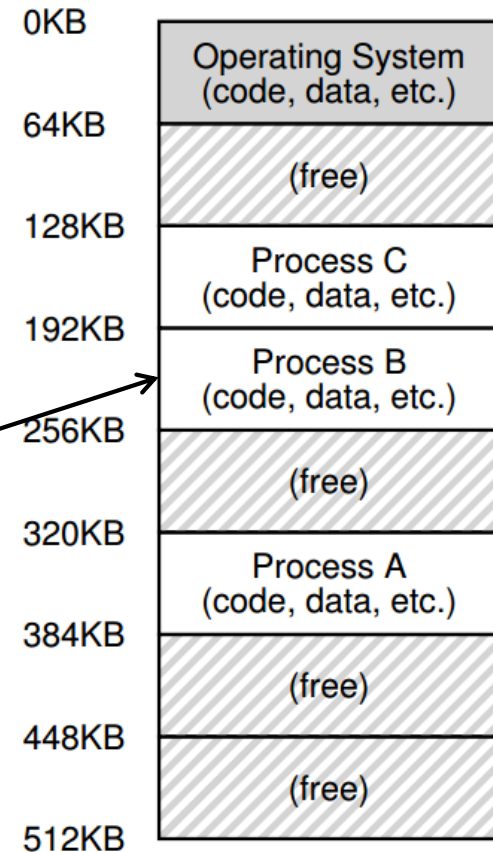 0KB
Operating System
(code, data, etc.)
64KB
(free)
128KB
Process C
(code, data, etc.)
192KB
Process B
(code, data, etc.)
256KB
(free)
320KB
Process A
(code, data, etc.)
384KB
(free)
448KB
(free)
512KB